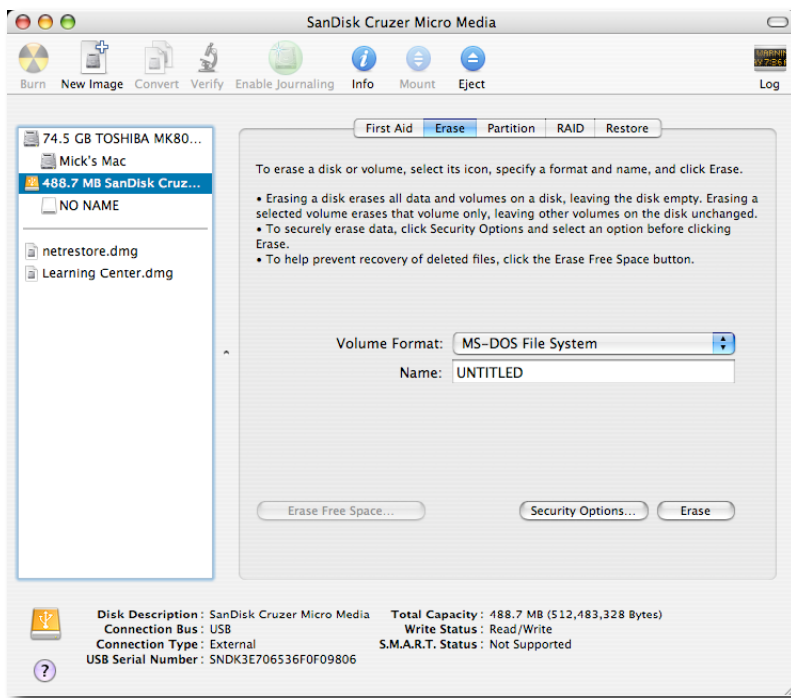 SanDisk Cruzer Micro Media
Burn New Image Convert Verify Enable Journaling Info Mount Eject Log
74.5 GB TOSHIBA MK80...
Mick's Mac
488.7 MB SanDisk Cruz...
NO NAME
netrestore.dmg
Learning Center.dmg
First Aid Erase Partition RAID Restore
To erase a disk or volume, select its icon, specify a format and name, and click Erase.
• Erasing a disk erases all data and volumes on a disk, leaving the disk empty. Erasing a
selected volume erases that volume only, leaving other volumes on the disk unchanged.
• To securely erase data, click Security Options and select an option before clicking
Erase.
• To help prevent recovery of deleted files, click the Erase Free Space button.
Volume Format: MS-DOS File System
Name: UNTITLED
Erase Free Space... Security Options... Erase
Disk Description : SanDisk Cruzer Micro Media Total Capacity : 488.7 MB (512,483,328 Bytes)
Connection Bus : USB Write Status : Read/Write
Connection Type : External S.M.A.R.T. Status : Not Supported
USB Serial Number : SNDK3E706536F0F09806